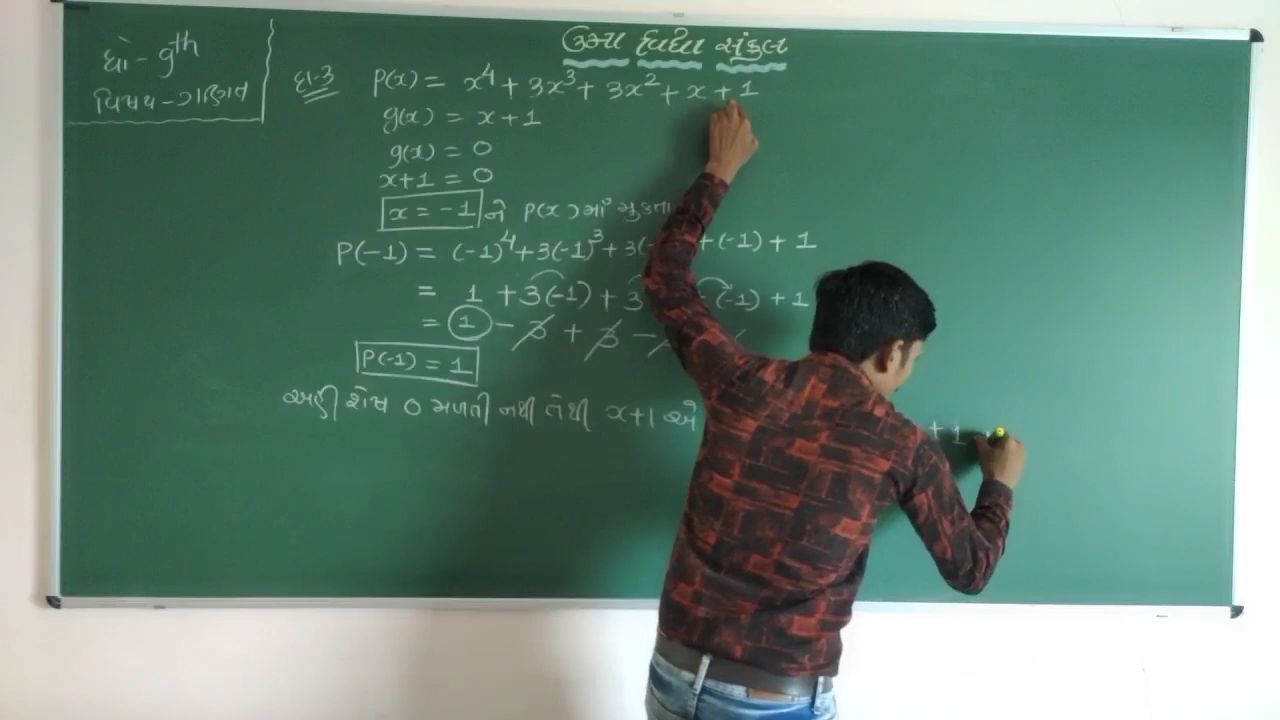 ઉમા વિદ્યા સંકુલ
ધો-9th
વિષય-ગણિત
દા-3 P(x) = x⁴ + 3x³ + 3x² + x + 1
g(x) = x + 1
g(x) = 0
x+1 = 0
x = -1 ને P(x) માં મુકતા
P(-1) = (-1)⁴ + 3(-1)³ + 3(- + (-1) + 1
= 1 + 3(-1) + 3 (-1) + 1
= 1 - 3 + 3 -
P(-1) = 1
અહીં શેષ 0 મળતી નથી તેથી x+1 એ + 1